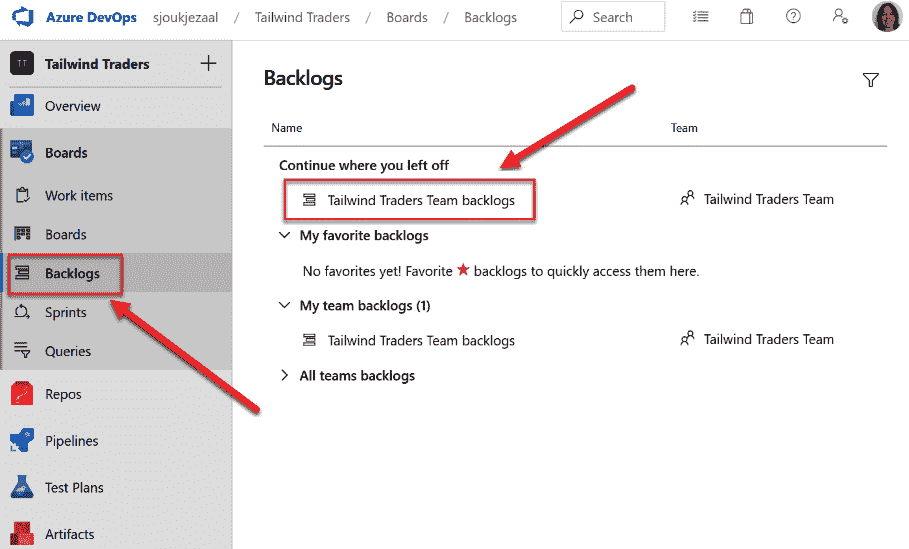 Azure DevOps sjoukjezaal / Tailwind Traders / Boards / Backlogs Search
TT Tailwind Traders
Overview
Boards
Work items
Boards
Backlogs
Sprints
Queries
Repos
Pipelines
Test Plans
Artifacts
Backlogs
Name Team
Continue where you left off
Tailwind Traders Team backlogs Tailwind Traders Team
My favorite backlogs
No favorites yet! Favorite ★ backlogs to quickly access them here.
My team backlogs (1)
Tailwind Traders Team backlogs Tailwind Traders Team
All teams backlogs